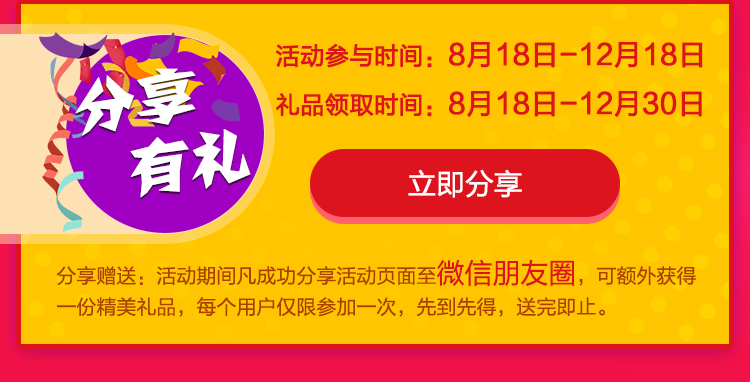 分享
有礼
活动参与时间：8月18日-12月18日
礼品领取时间：8月18日-12月30日
立即分享
分享赠送：活动期间凡成功分享活动页面至微信朋友圈，可额外获得
一份精美礼品，每个用户仅限参加一次，先到先得，送完即止。